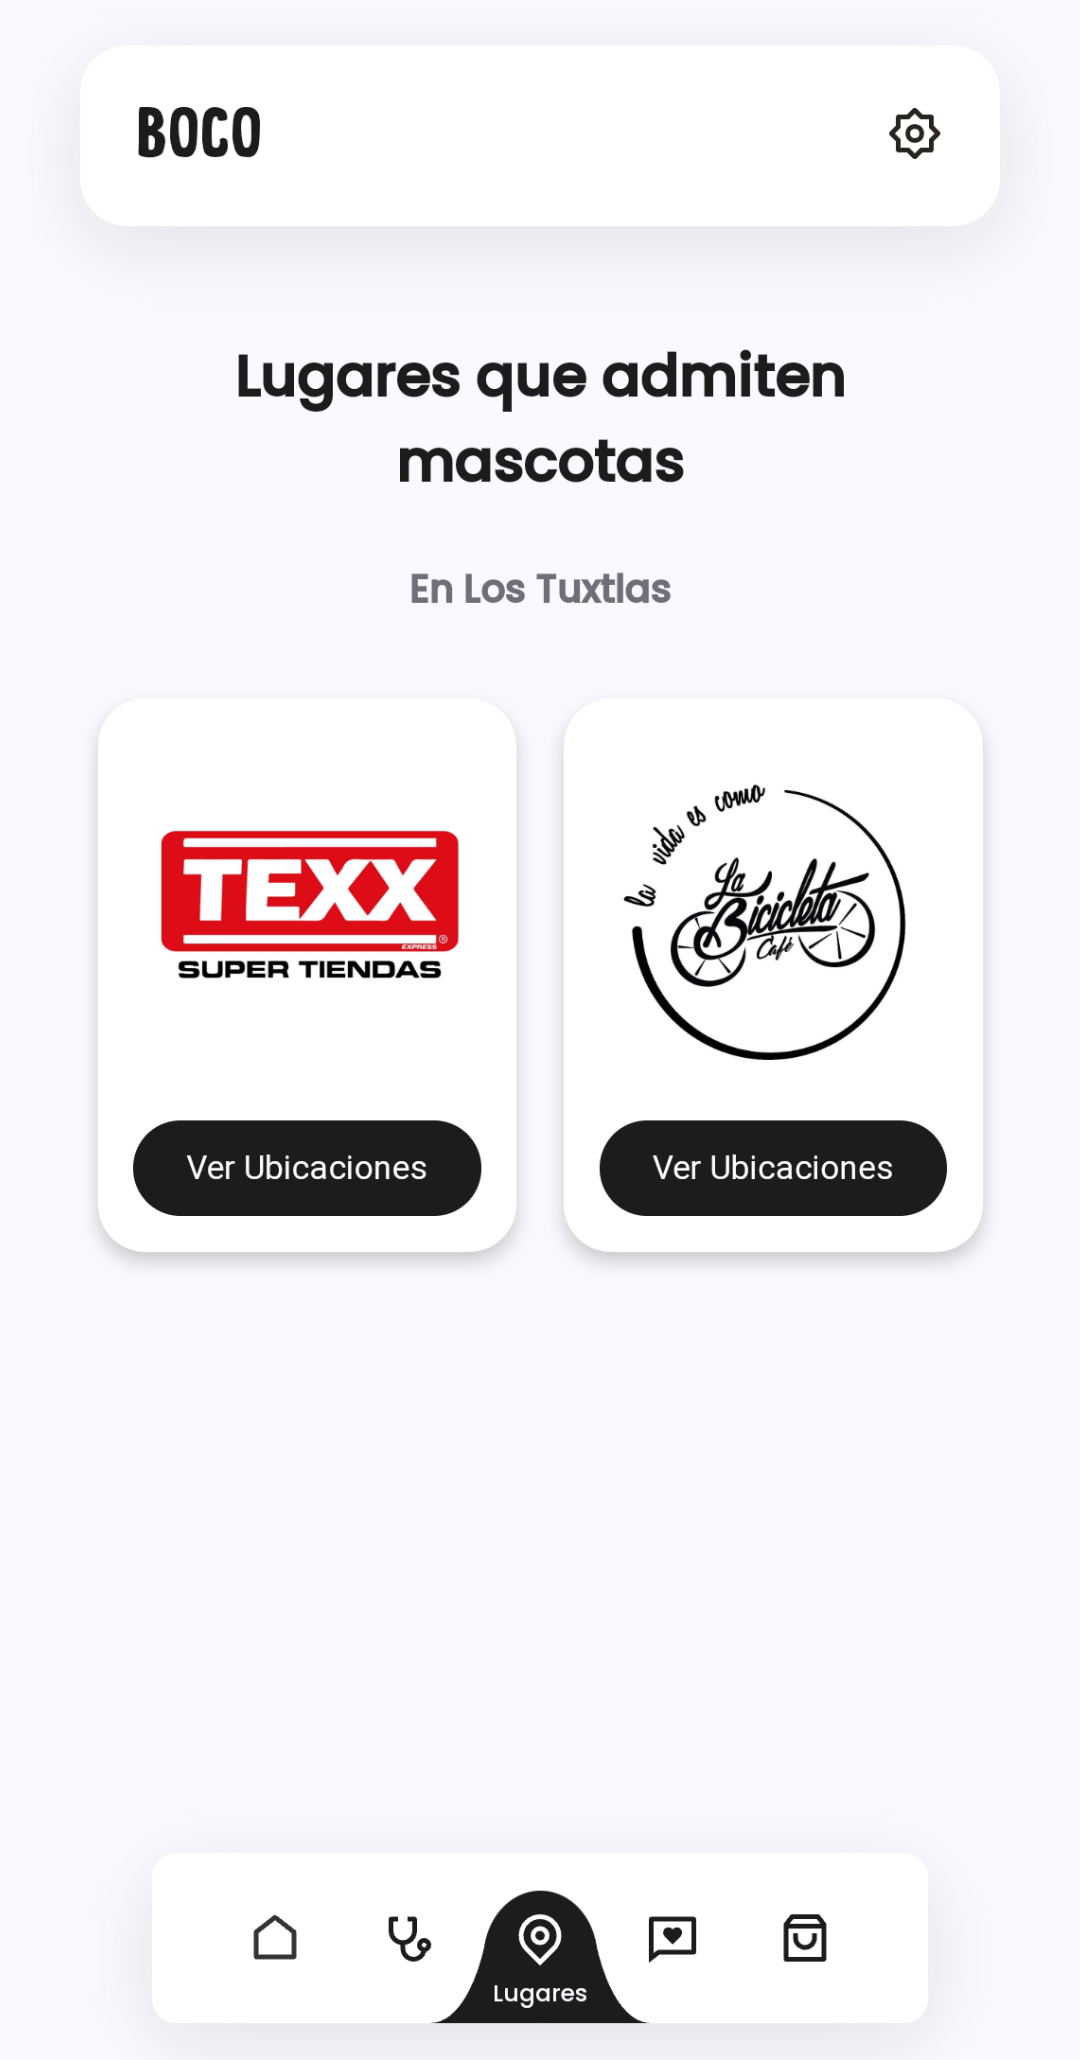 BOCO
Lugares que admiten
mascotas
En Los Tuxtlas
TEXX
EXPRESS
®
SUPER TIENDAS
la vida es como
La
Bicicleta
Café
Ver Ubicaciones
Ver Ubicaciones
Lugares